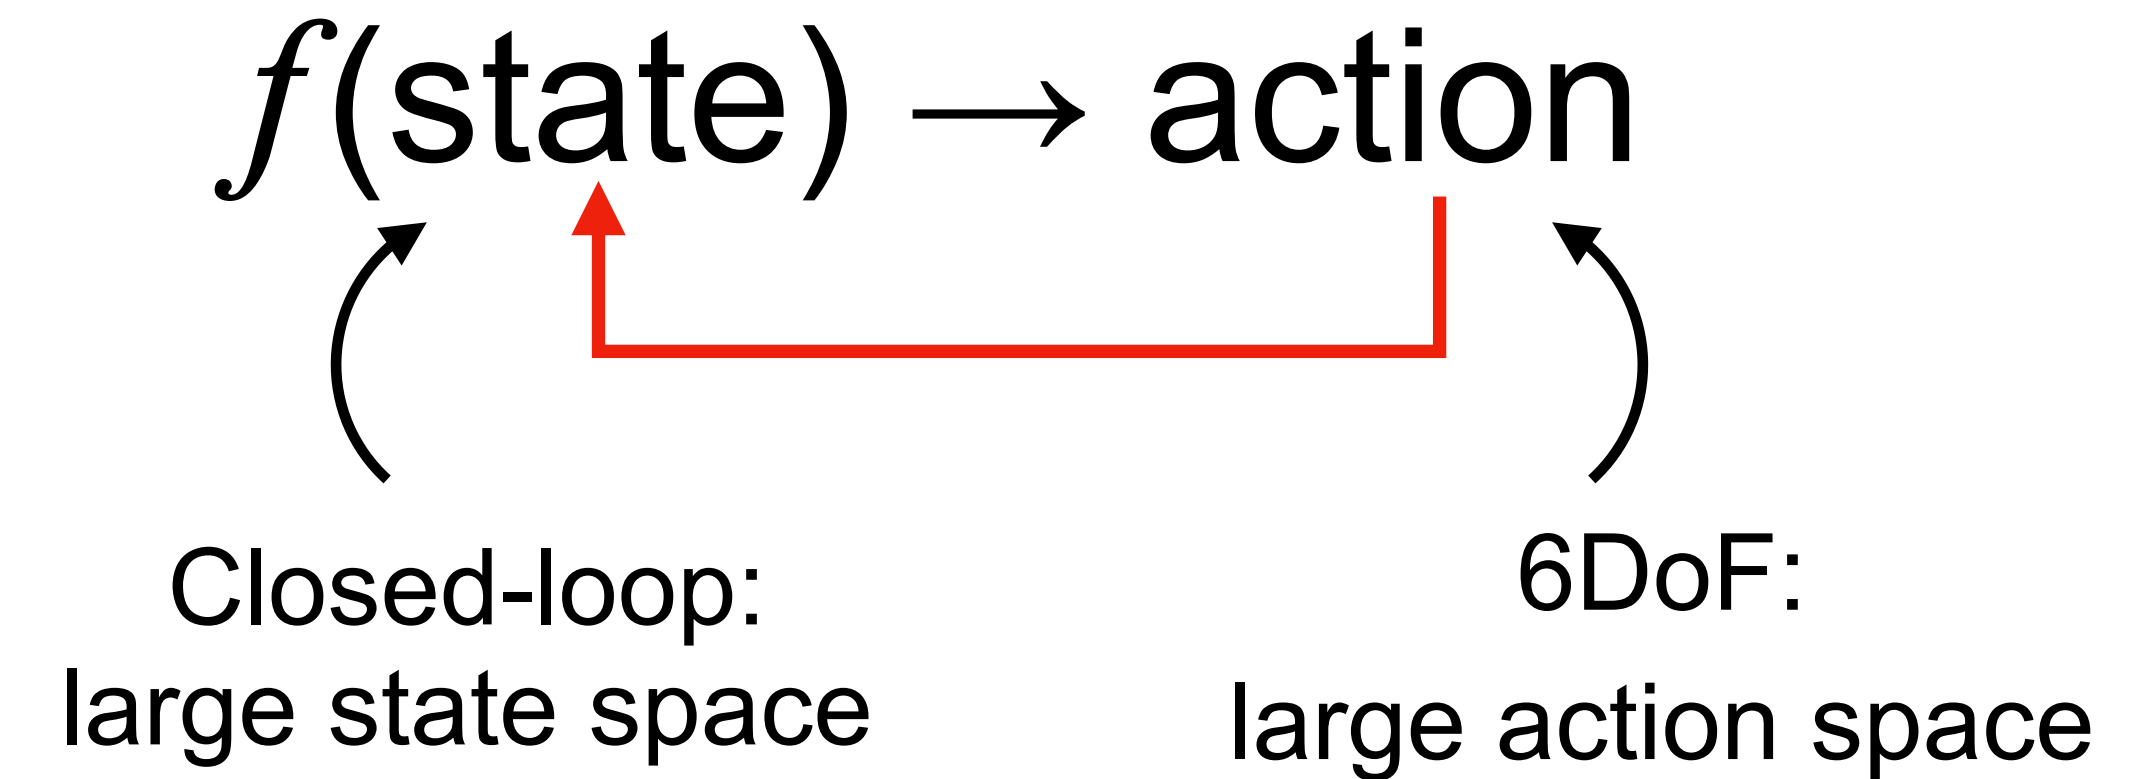 f(state) → action
Closed-loop:
large state space
6DoF:
large action space